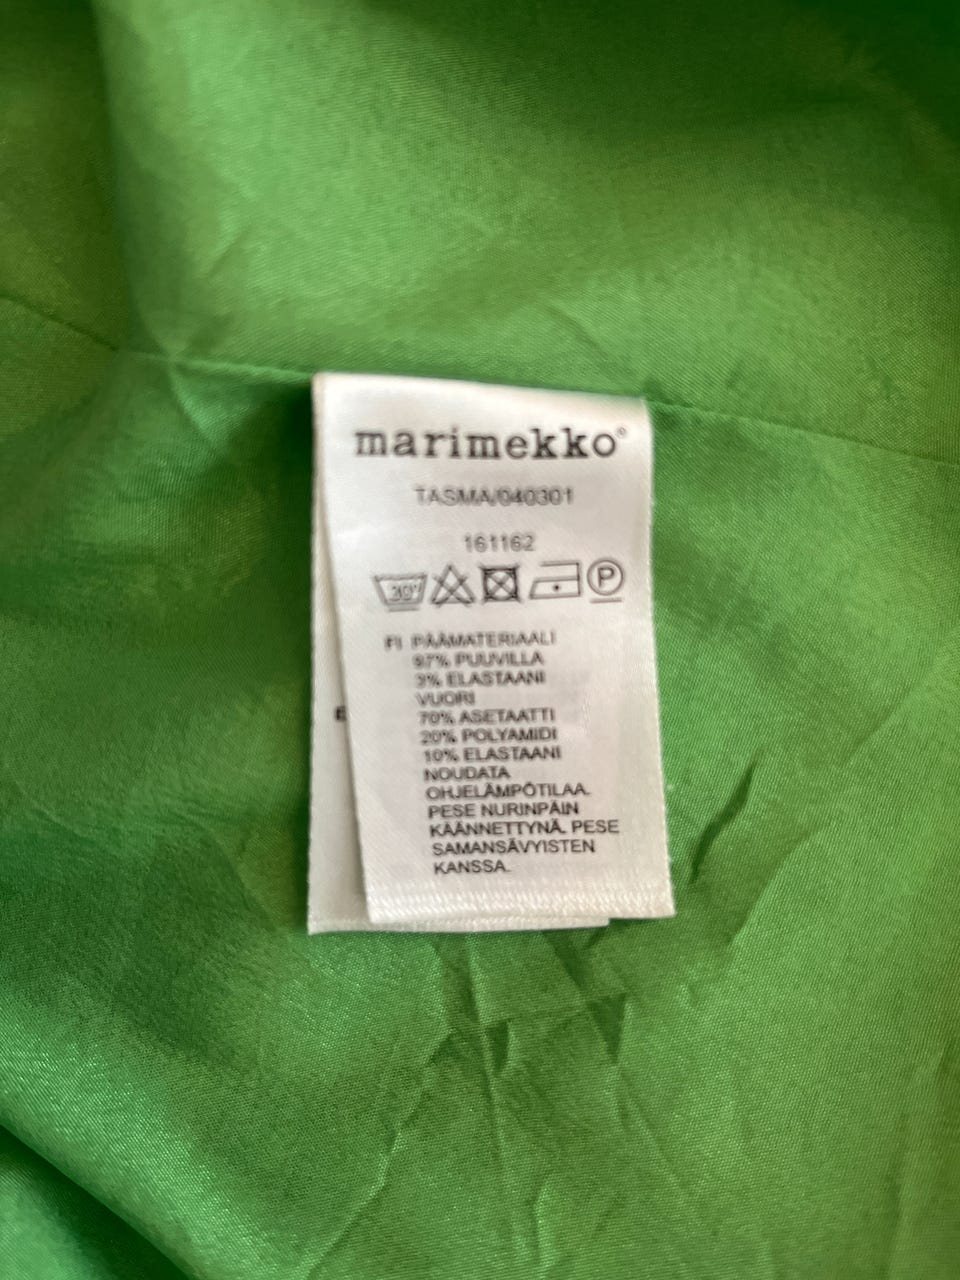 marimekko®
TASMA/040301
161162
30° P
FI PÄÄMATERIAALI
97% PUUVILLA
3% ELASTAANI
VUORI
70% ASETAATTI
20% POLYAMIDI
10% ELASTAANI
NOUDATA
OHJELÄMPÖTILAA.
PESE NURINPÄIN
KÄÄNNETTYNÄ. PESE
SAMANSÄVYISTEN
KANSSA.
E